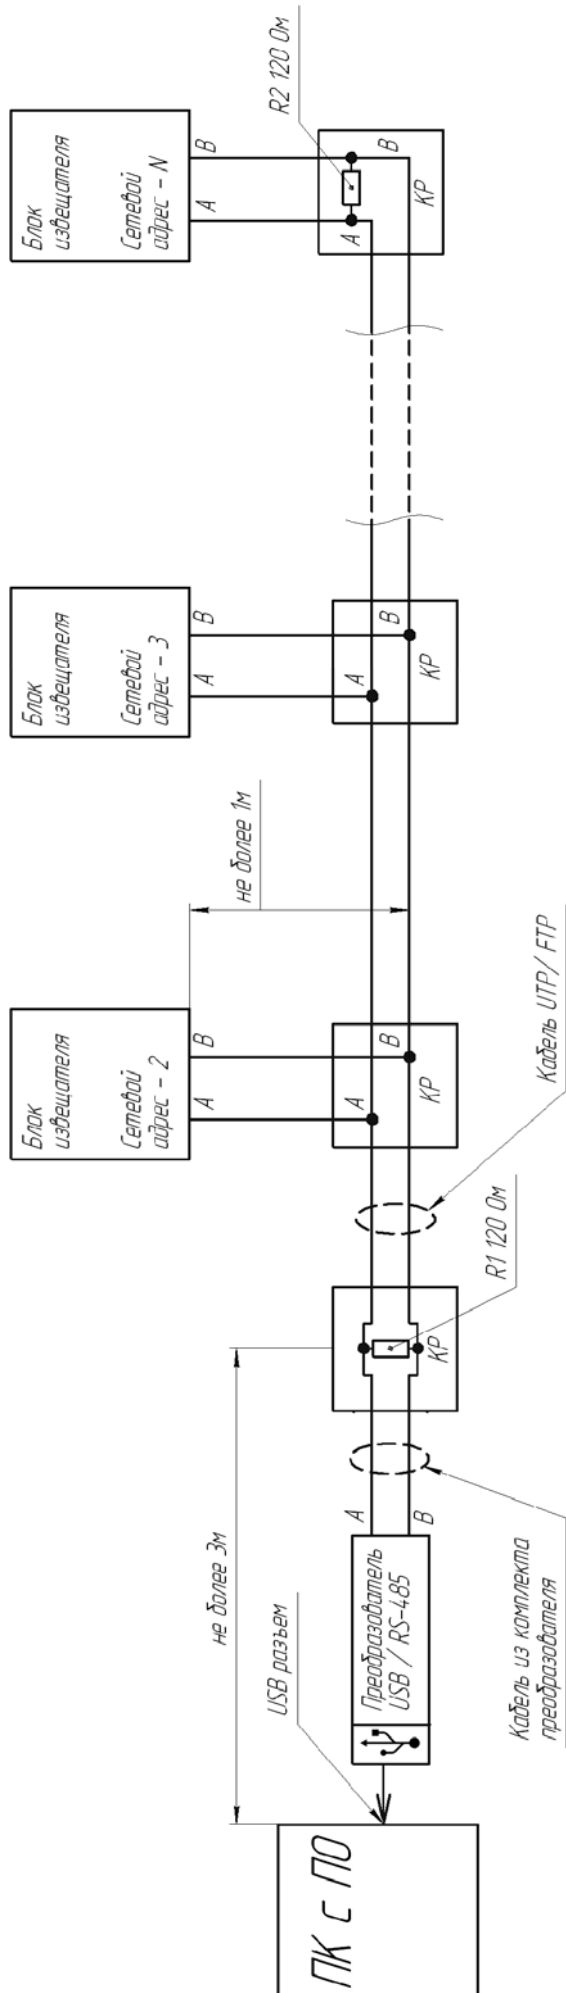 ПК с ПО
USB разъем
не более 3м
Преобразователь
USB / RS-485
А
В
Кабель из комплекта
преобразователя
КР
R1 120 Ом
Кабель UTP/ FTP
Блок
извещателя
Сетевой
адрес - 2
А
В
А
В
КР
не более 1м
Блок
извещателя
Сетевой
адрес - 3
А
В
А
В
КР
Блок
извещателя
Сетевой
адрес - N
А
В
А
В
КР
R2 120 Ом